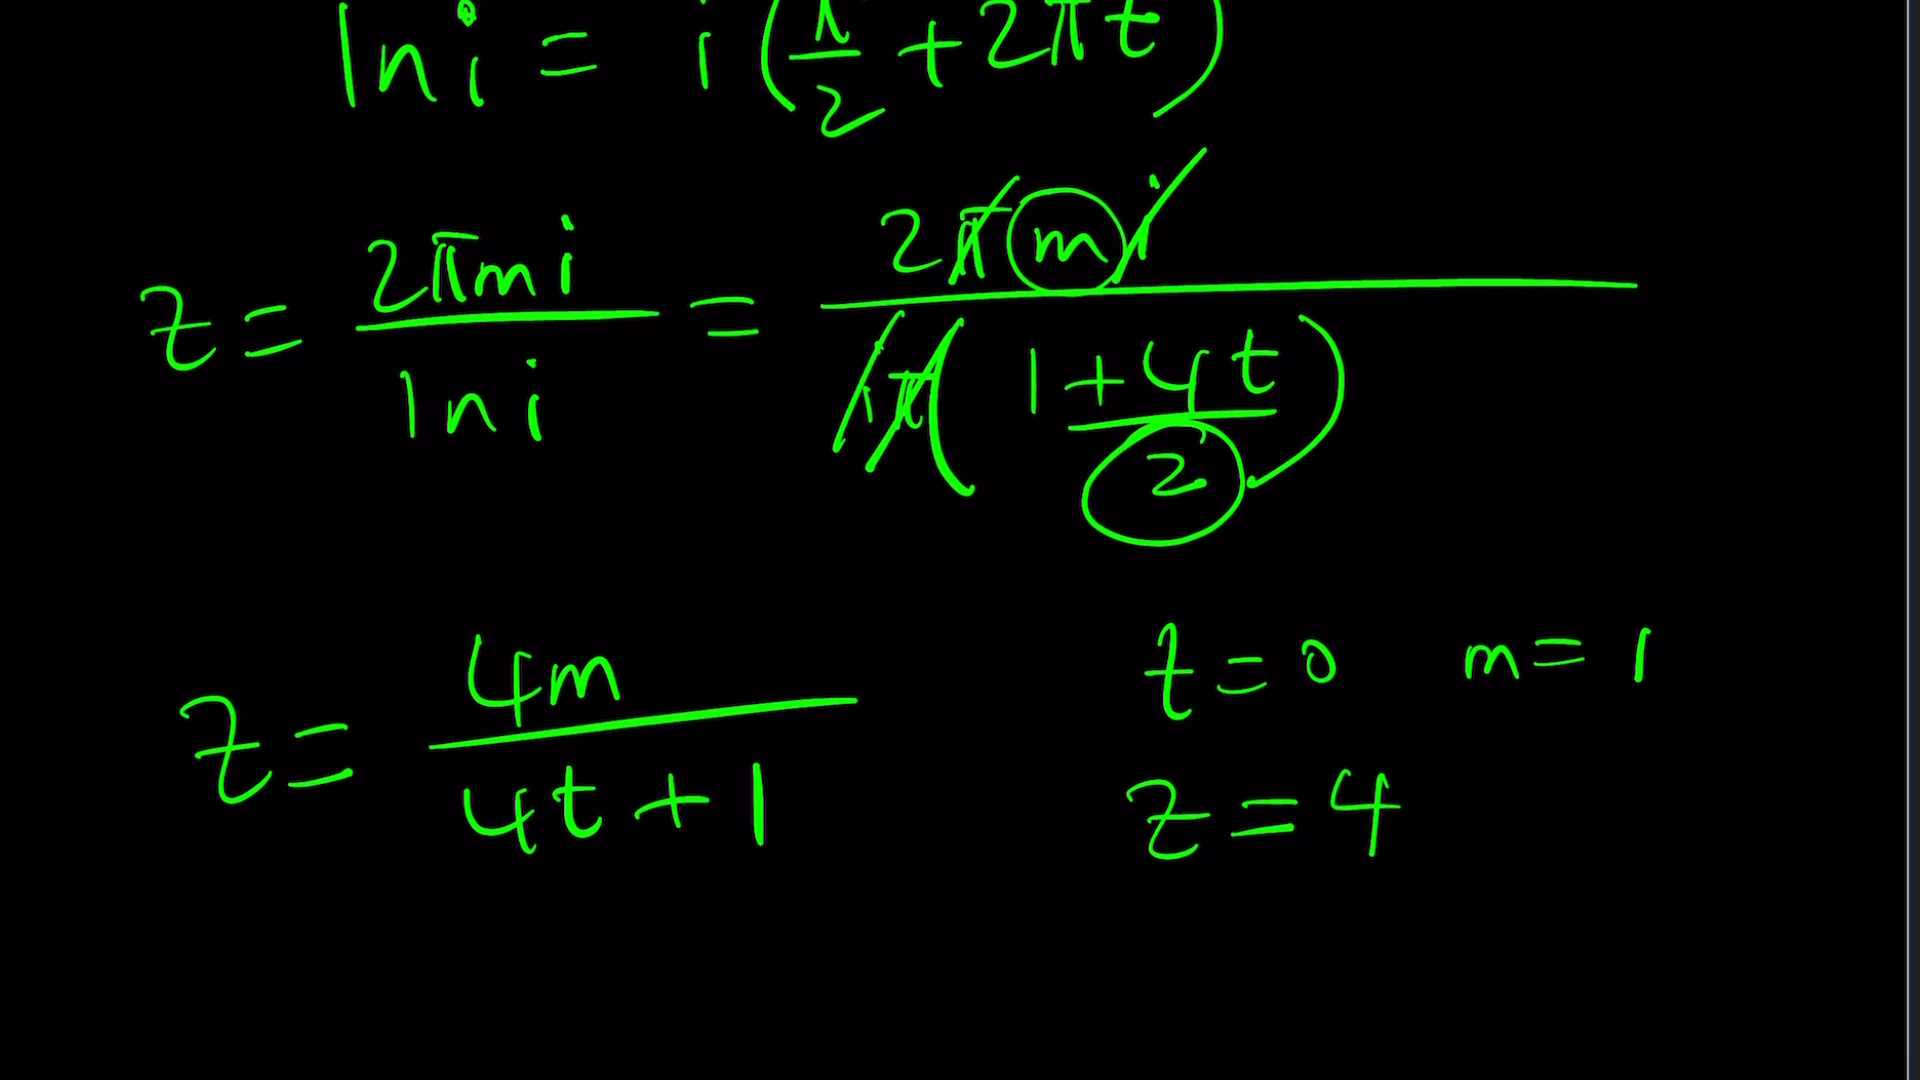 ln i = i (π/2 + 2πt)
z = 2πmi / ln i = 2πmi / iπ(1+4t / 2)
z = 4m / 4t+1
t=0 m=1
z=4